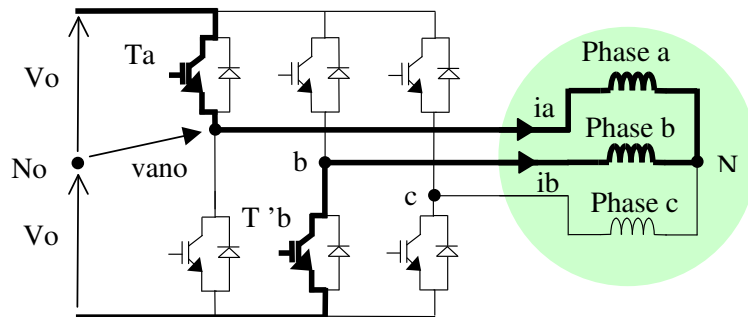 Ta
Phase a
Vo
ia
Phase b
No
vano
b
N
ib
c
Phase c
Vo
T 'b